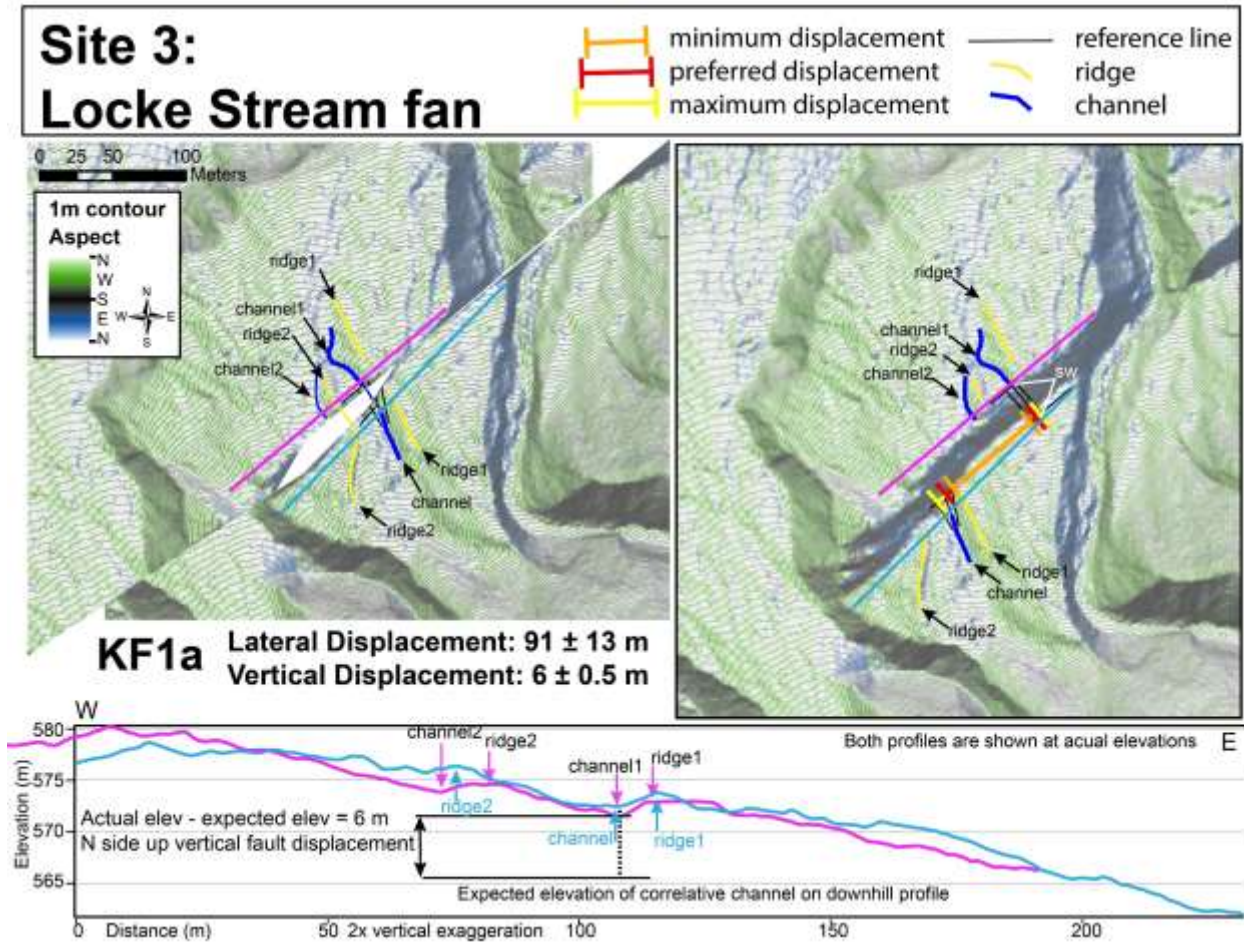 Site 3:
Locke Stream fan
minimum displacement
preferred displacement
maximum displacement
reference line
ridge
channel
0 25 50 100
Meters
1m contour
Aspect
N
W
S
E
N
N
W E
S
ridge1
channel1
ridge2
channel2
ridge1
channel
ridge2
ridge1
channel1
ridge2
channel2
SW
ridge1
channel
ridge2
KF1a
Lateral Displacement: 91 ± 13 m
Vertical Displacement: 6 ± 0.5 m
W
E
Both profiles are shown at acual elevations
580
575
570
565
Elevation (m)
channel2
ridge2
channel1
ridge1
ridge2
channel
ridge1
Actual elev - expected elev = 6 m
N side up vertical fault displacement
Expected elevation of correlative channel on downhill profile
0 Distance (m) 50 2x vertical exaggeration 100 150 200